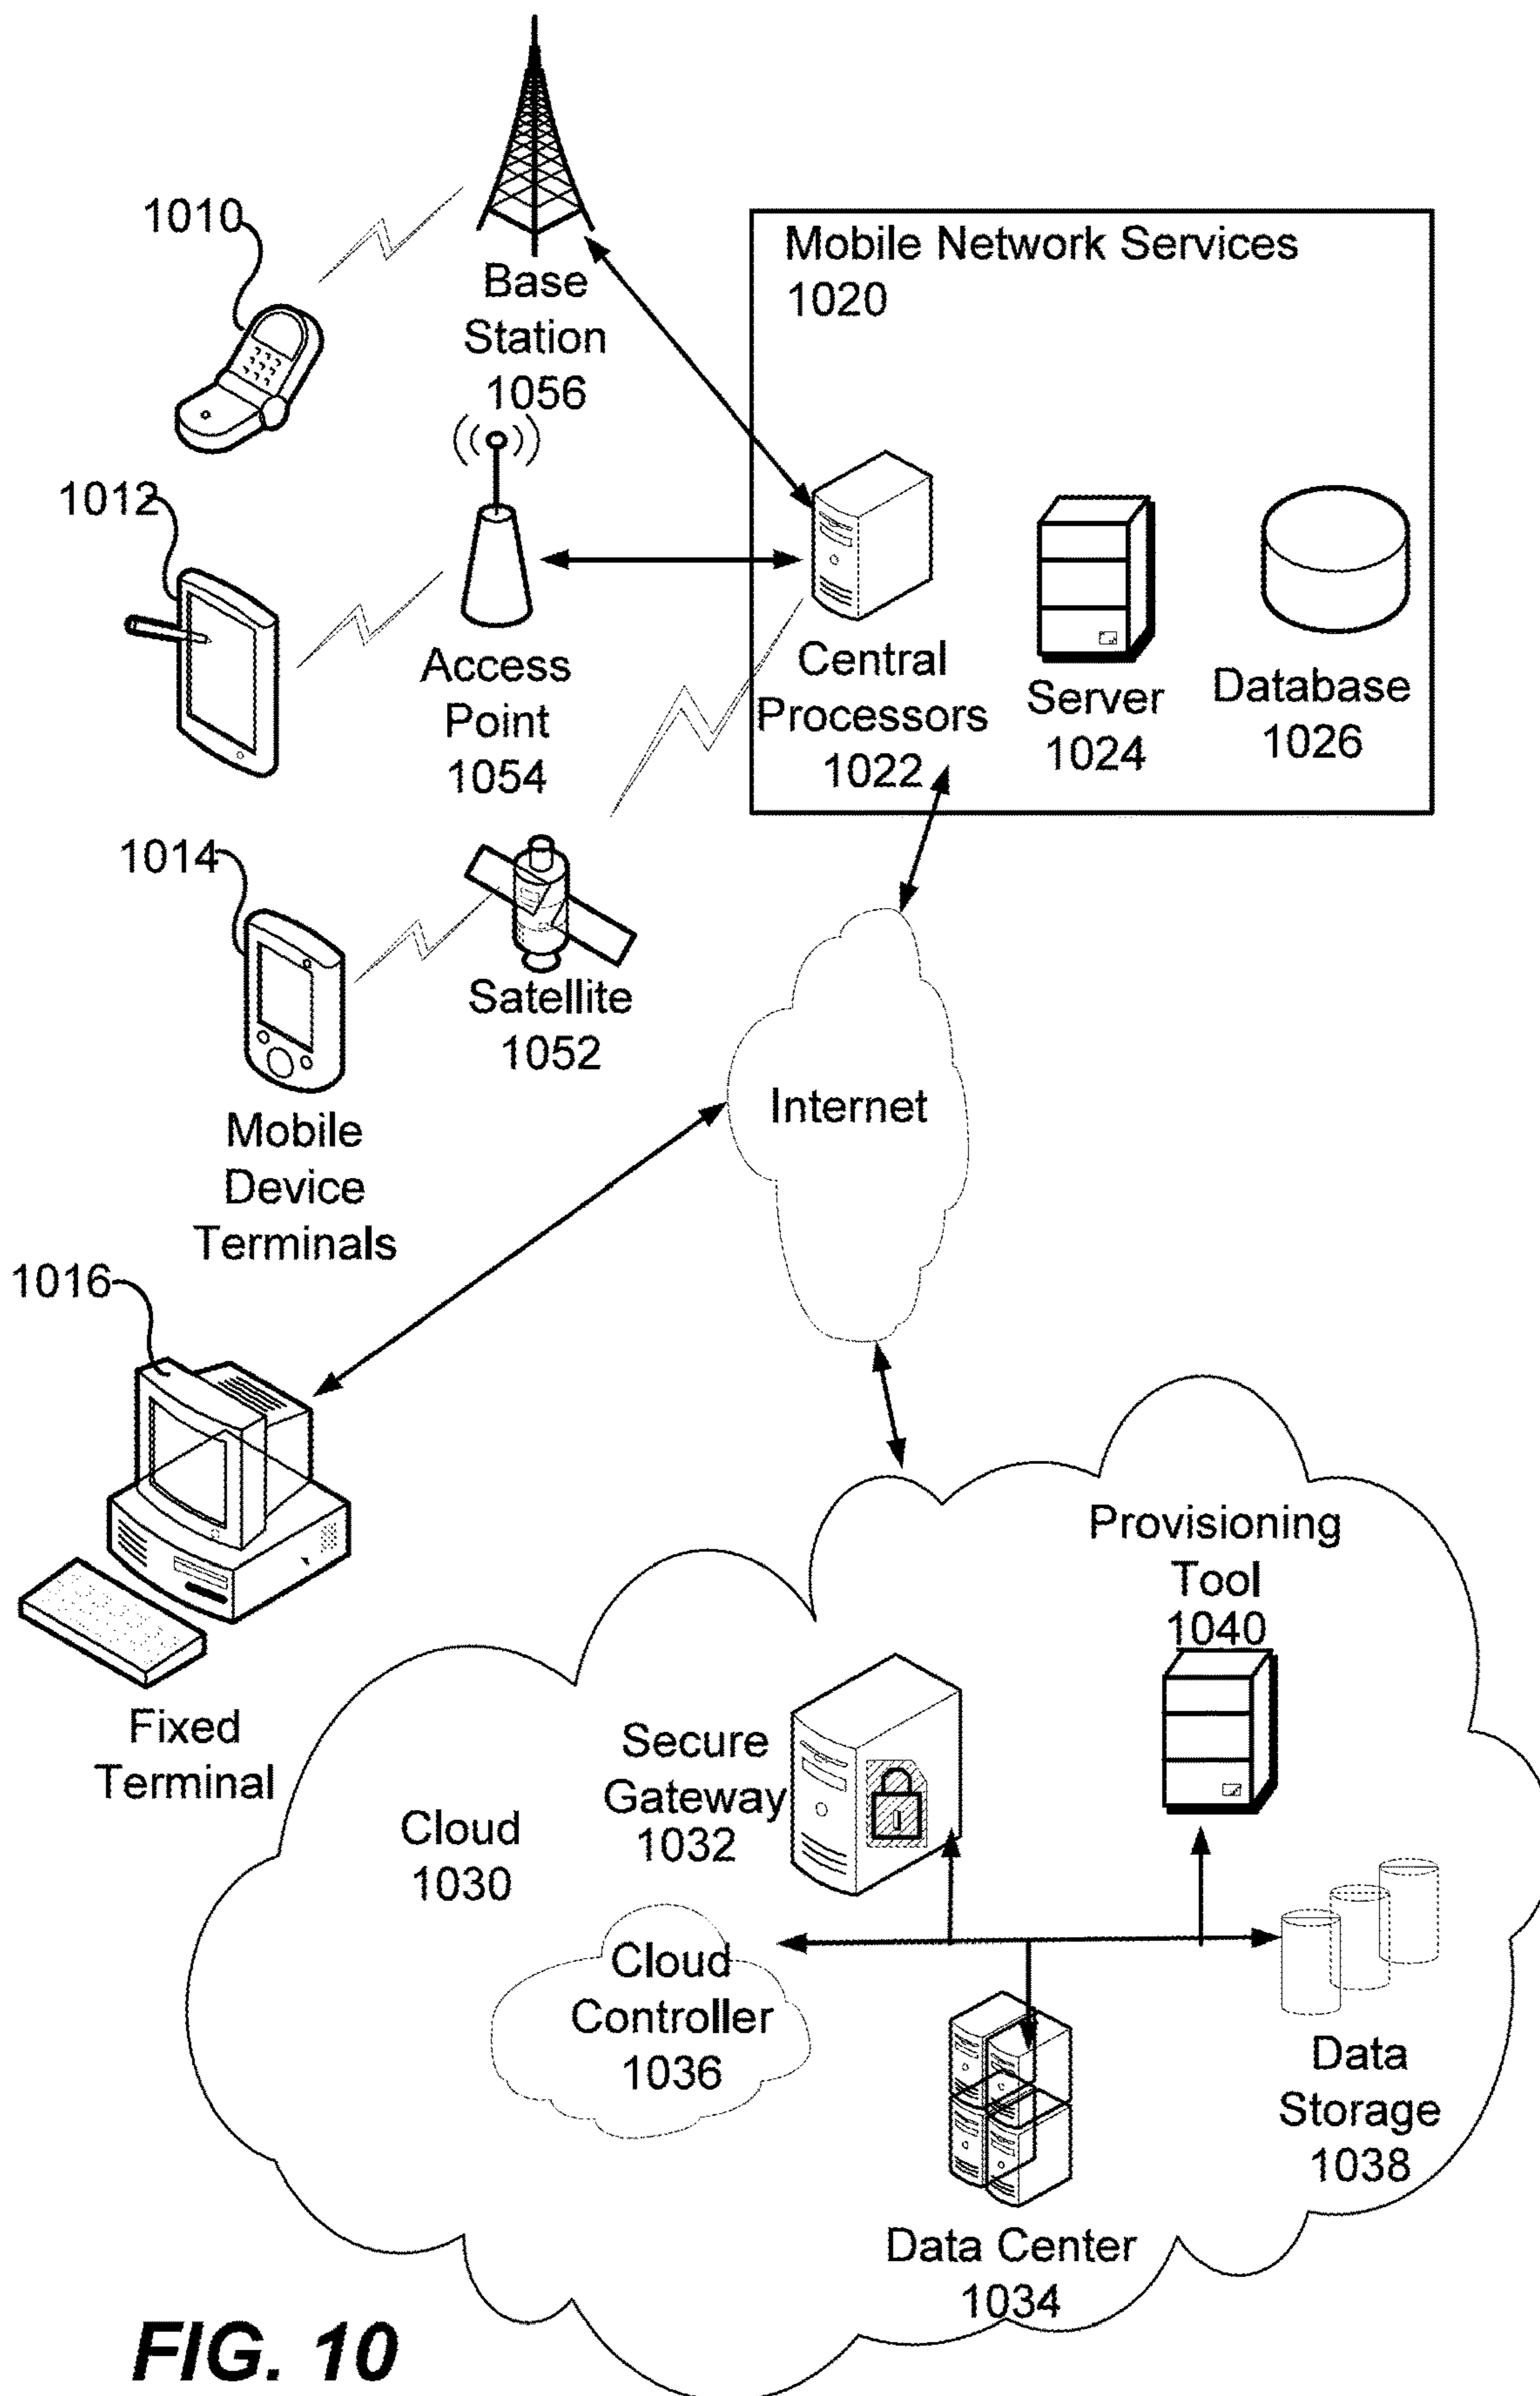 1010
Base
Station
1056
Mobile Network Services
1020
1012
Access
Point
1054
Central
Processors
1022
Server
1024
Database
1026
1014
Satellite
1052
Mobile
Device
Terminals
Internet
1016
Fixed
Terminal
Provisioning
Tool
1040
Secure
Gateway
1032
Cloud
1030
Cloud
Controller
1036
Data
Storage
1038
Data Center
1034
FIG. 10